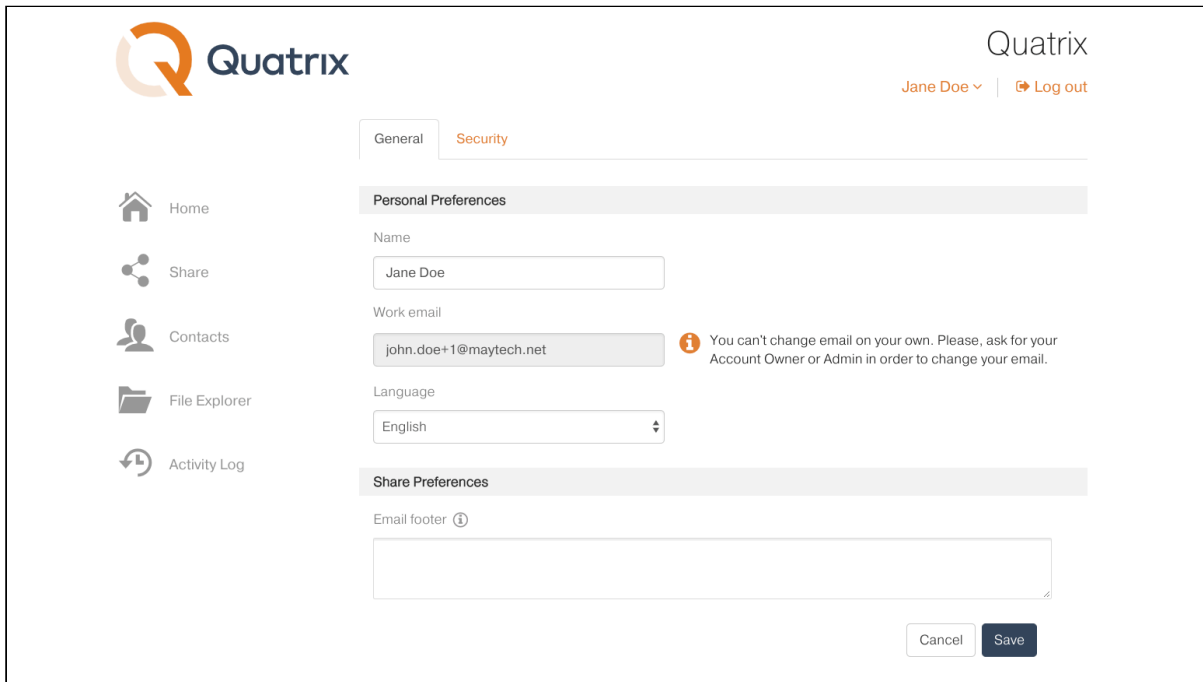 Quatrix
Quatrix
Jane Doe
Log out
General
Security
Home
Share
Contacts
File Explorer
Activity Log
Personal Preferences
Name
Jane Doe
Work email
john.doe+1@maytech.net
You can't change email on your own. Please, ask for your
Account Owner or Admin in order to change your email.
Language
English
Share Preferences
Email footer
Cancel
Save